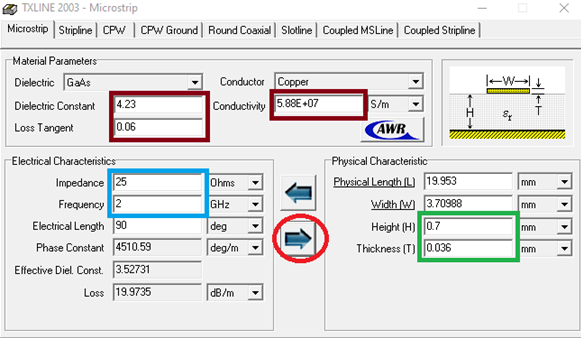 TXLINE 2003 - Microstrip
Microstrip Stripline CPW CPW Ground Round Coaxial Slotline Coupled MSLine Coupled Stripline
Material Parameters
Dielectric GaAs Conductor Copper
Dielectric Constant 4.23 Conductivity 5.88E+07 S/m
Loss Tangent 0.06
AWR
W
H
εr
T
Electrical Characteristics
Impedance 25 Ohms
Frequency 2 GHz
Electrical Length 90 deg
Phase Constant 4510.59 deg/m
Effective Diel. Const. 3.52731
Loss 19.9735 dB/m
Physical Characteristic
Physical Length (L) 19.953 mm
Width (W) 3.70988 mm
Height (H) 0.7 mm
Thickness (T) 0.036 mm